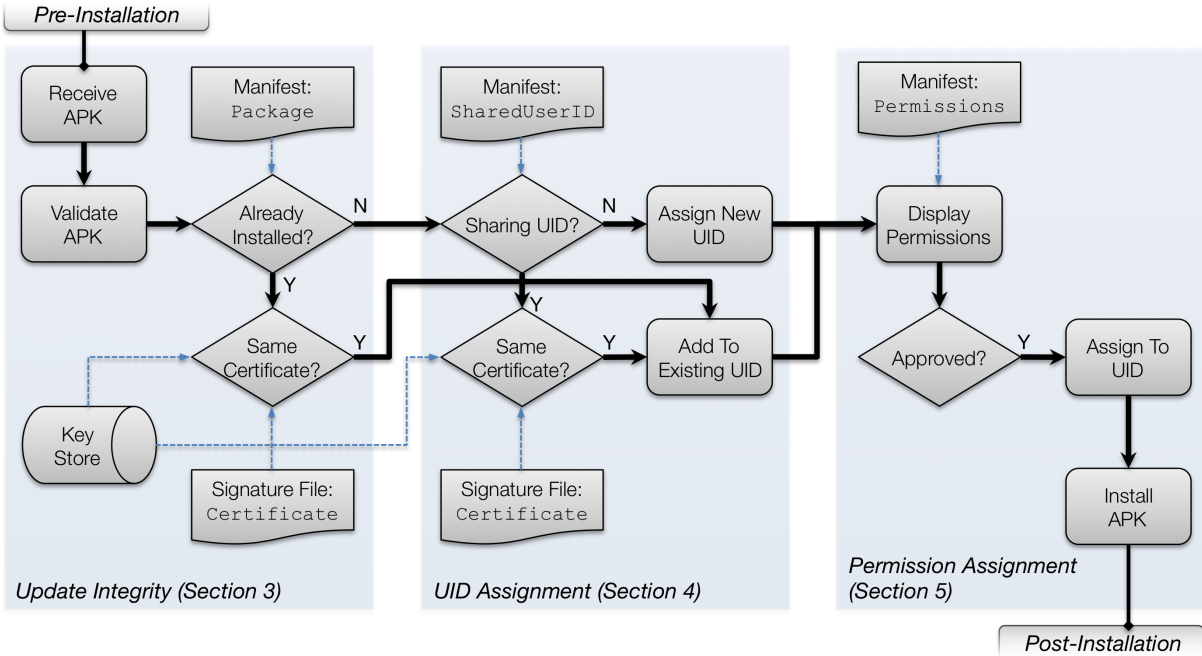 Pre-Installation
Receive
APK
Validate
APK
Manifest:
Package
Already
Installed?
N
Y
Same
Certificate?
Y
Key
Store
Signature File:
Certificate
Update Integrity (Section 3)
Manifest:
SharedUserID
Sharing UID?
N
Y
Assign New
UID
Same
Certificate?
Y
Add To
Existing UID
Signature File:
Certificate
UID Assignment (Section 4)
Manifest:
Permissions
Display
Permissions
Approved?
Y
Assign To
UID
Install
APK
Permission Assignment
(Section 5)
Post-Installation